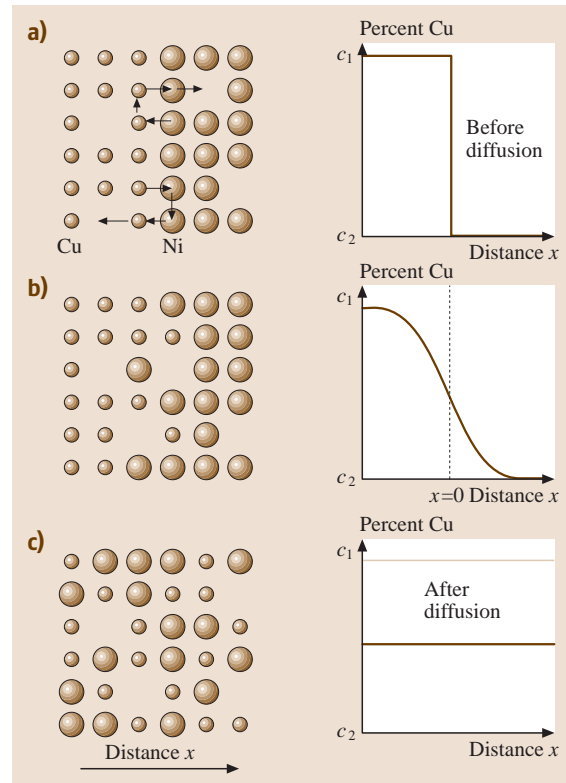 a)
Cu
Ni
Percent Cu
c1
Before
diffusion
c2
Distance x
b)
Percent Cu
c1
c2
x=0 Distance x
c)
Distance x
Percent Cu
c1
After
diffusion
c2
Distance x